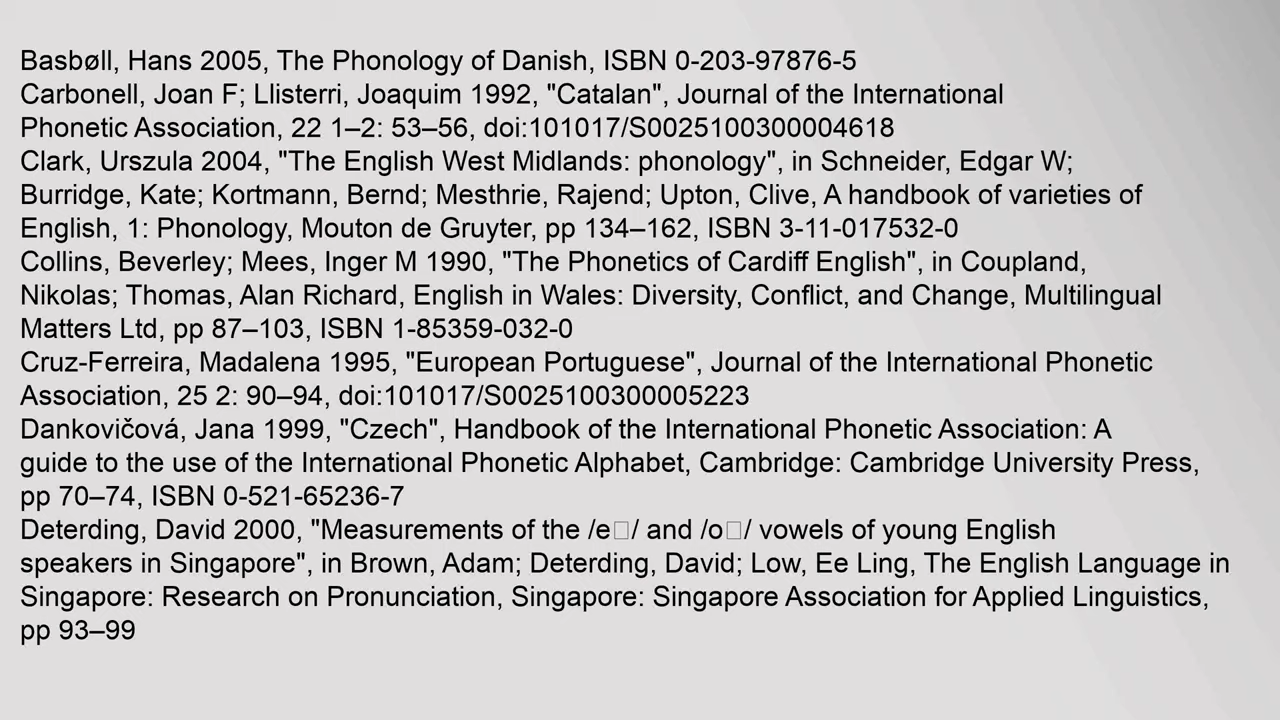 Basbøll, Hans 2005, The Phonology of Danish, ISBN 0-203-97876-5
Carbonell, Joan F; Llisterri, Joaquim 1992, "Catalan", Journal of the International
Phonetic Association, 22 1–2: 53–56, doi:101017/S0025100300004618
Clark, Urszula 2004, "The English West Midlands: phonology", in Schneider, Edgar W;
Burridge, Kate; Kortmann, Bernd; Mesthrie, Rajend; Upton, Clive, A handbook of varieties of
English, 1: Phonology, Mouton de Gruyter, pp 134–162, ISBN 3-11-017532-0
Collins, Beverley; Mees, Inger M 1990, "The Phonetics of Cardiff English", in Coupland,
Nikolas; Thomas, Alan Richard, English in Wales: Diversity, Conflict, and Change, Multilingual
Matters Ltd, pp 87–103, ISBN 1-85359-032-0
Cruz-Ferreira, Madalena 1995, "European Portuguese", Journal of the International Phonetic
Association, 25 2: 90–94, doi:101017/S0025100300005223
Dankovičová, Jana 1999, "Czech", Handbook of the International Phonetic Association: A
guide to the use of the International Phonetic Alphabet, Cambridge: Cambridge University Press,
pp 70–74, ISBN 0-521-65236-7
Deterding, David 2000, "Measurements of the /e□/ and /o□/ vowels of young English
speakers in Singapore", in Brown, Adam; Deterding, David; Low, Ee Ling, The English Language in
Singapore: Research on Pronunciation, Singapore: Singapore Association for Applied Linguistics,
pp 93–99